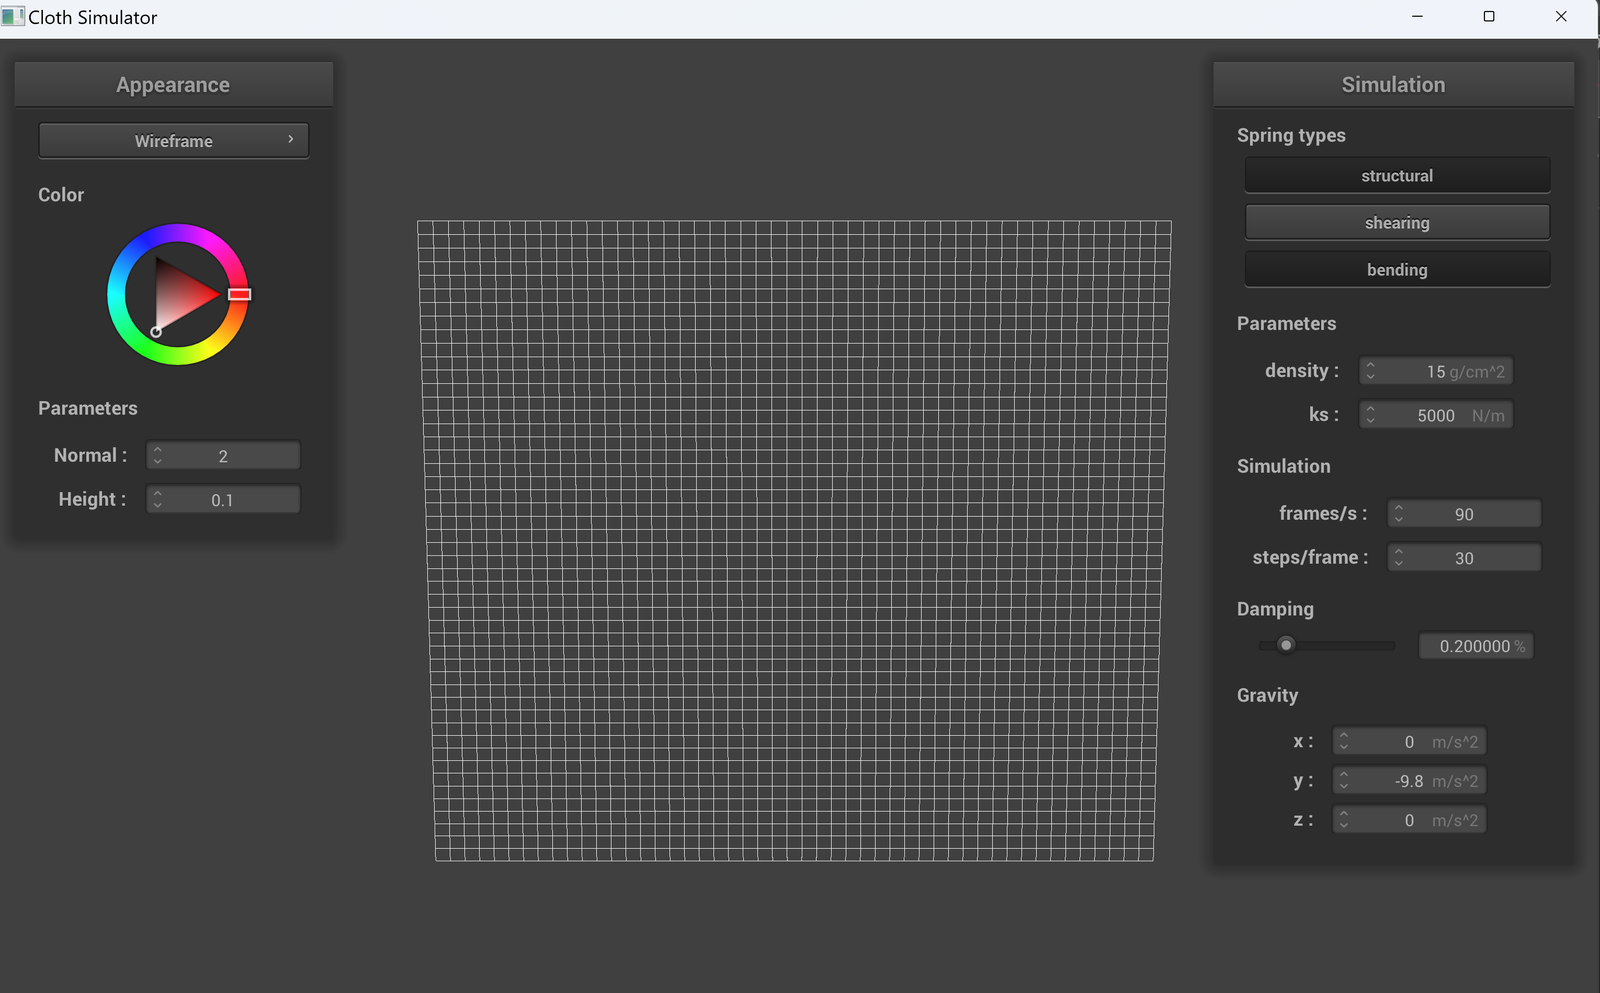 Cloth Simulator
Appearance
Wireframe
Color
Parameters
Normal : 2
Height : 0.1
Simulation
Spring types
structural
shearing
bending
Parameters
density : 15 g/cm^2
ks : 5000 N/m
Simulation
frames/s : 90
steps/frame : 30
Damping
0.200000 %
Gravity
x : 0 m/s^2
y : -9.8 m/s^2
z : 0 m/s^2